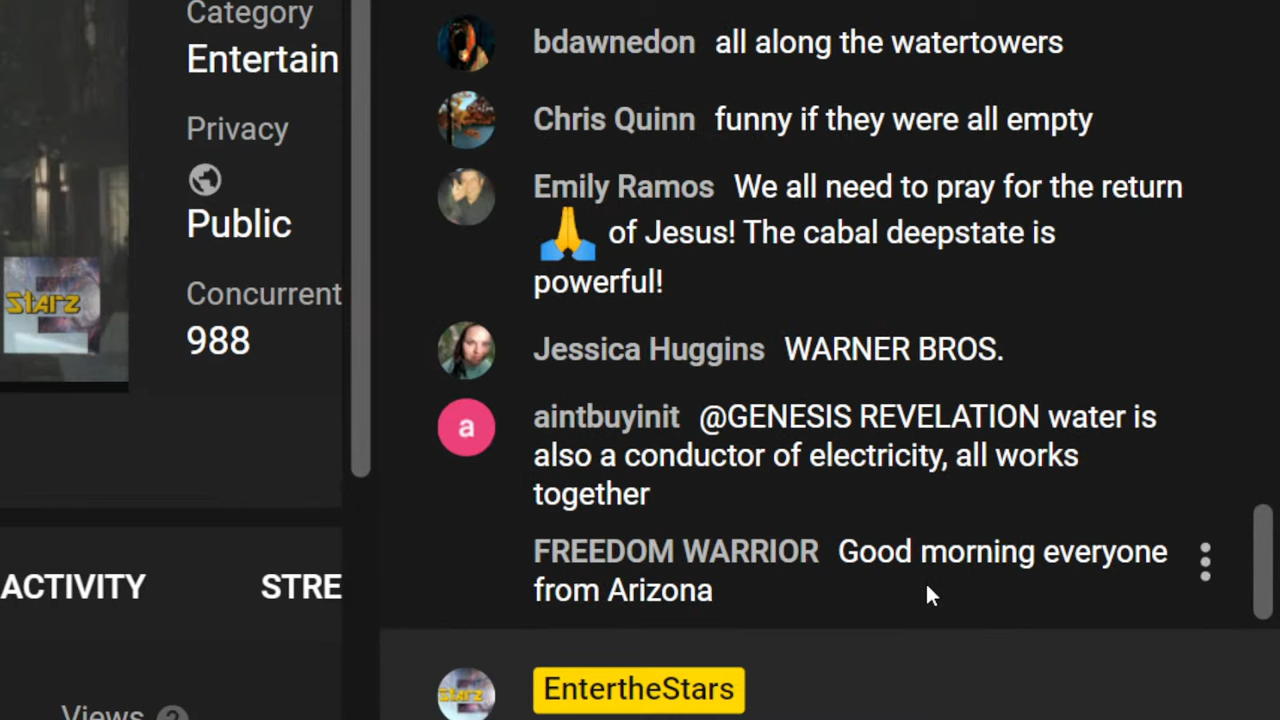 Category
Entertain
Privacy
Public
Concurrent
988
ACTIVITY STRE
Views ?
Starz
bdawnedon all along the watertowers
Chris Quinn funny if they were all empty
Emily Ramos We all need to pray for the return
🙏 of Jesus! The cabal deepstate is
powerful!
Jessica Huggins WARNER BROS.
a
aintbuyinit @GENESIS REVELATION water is
also a conductor of electricity, all works
together
FREEDOM WARRIOR Good morning everyone
from Arizona
Starz
EntertheStars